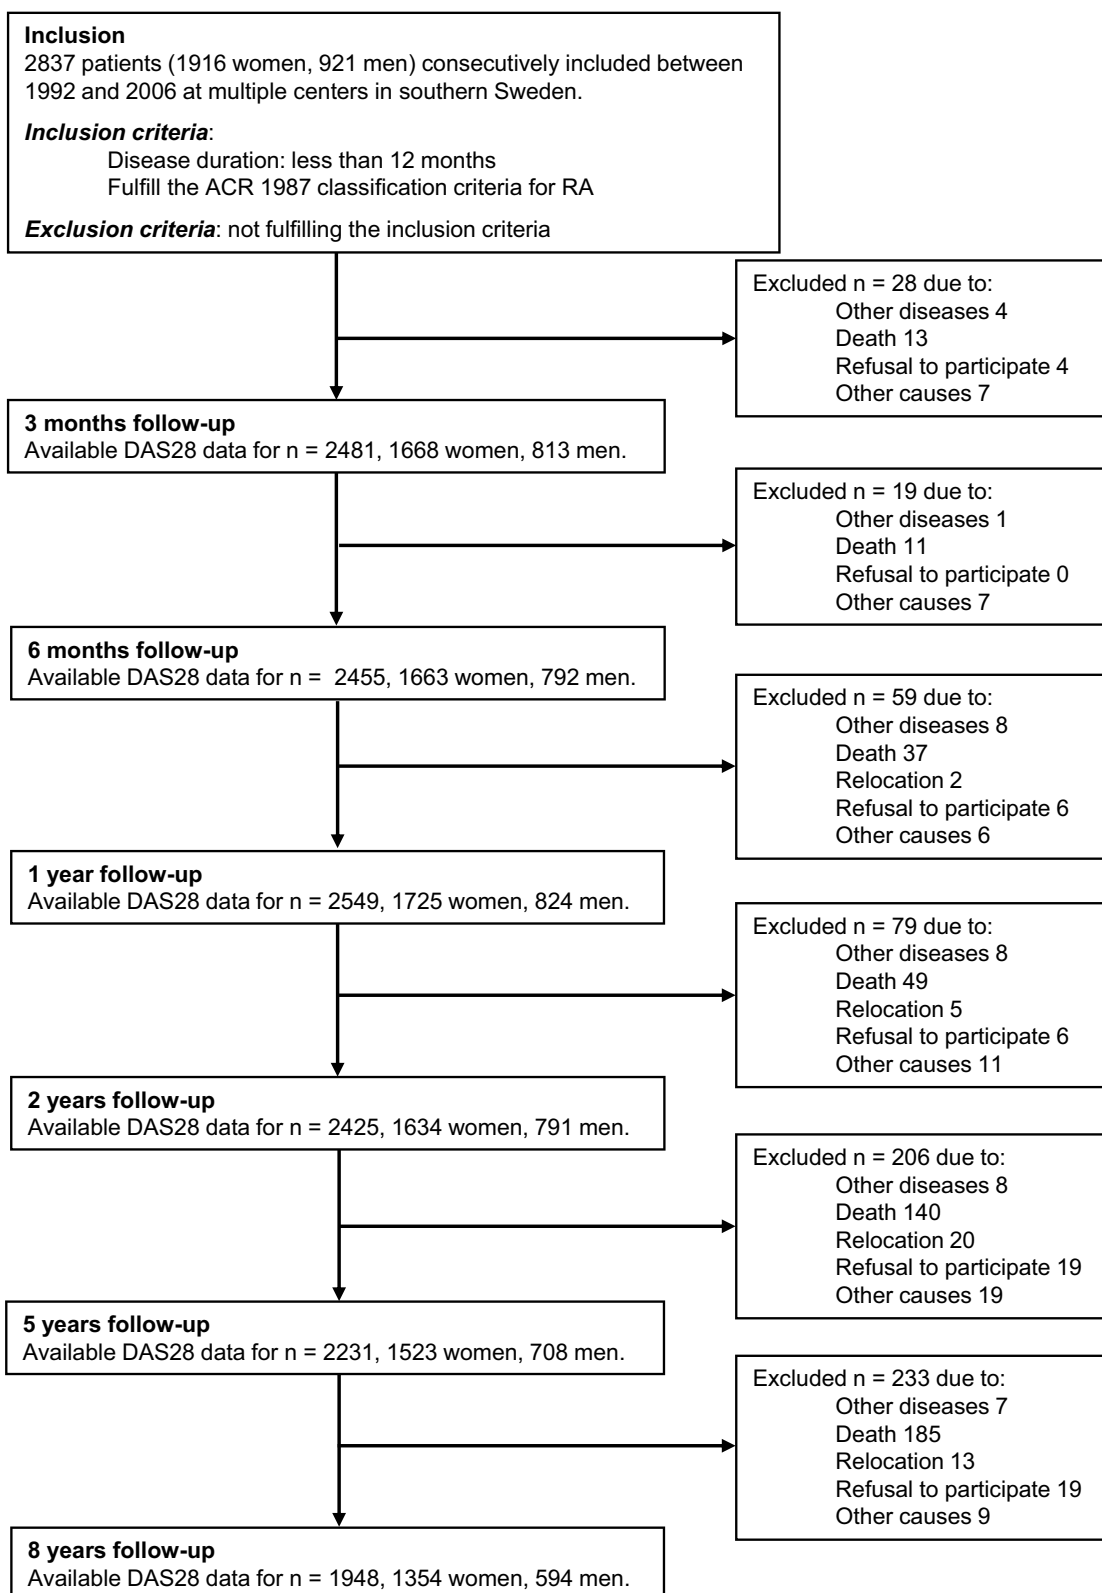 Inclusion
2837 patients (1916 women, 921 men) consecutively included between
1992 and 2006 at multiple centers in southern Sweden.
Inclusion criteria:
Disease duration: less than 12 months
Fulfill the ACR 1987 classification criteria for RA
Exclusion criteria: not fulfilling the inclusion criteria
Excluded n = 28 due to:
Other diseases 4
Death 13
Refusal to participate 4
Other causes 7
3 months follow-up
Available DAS28 data for n = 2481, 1668 women, 813 men.
Excluded n = 19 due to:
Other diseases 1
Death 11
Refusal to participate 0
Other causes 7
6 months follow-up
Available DAS28 data for n =  2455, 1663 women, 792 men.
Excluded n = 59 due to:
Other diseases 8
Death 37
Relocation 2
Refusal to participate 6
Other causes 6
1 year follow-up
Available DAS28 data for n = 2549, 1725 women, 824 men.
Excluded n = 79 due to:
Other diseases 8
Death 49
Relocation 5
Refusal to participate 6
Other causes 11
2 years follow-up
Available DAS28 data for n = 2425, 1634 women, 791 men.
Excluded n = 206 due to:
Other diseases 8
Death 140
Relocation 20
Refusal to participate 19
Other causes 19
5 years follow-up
Available DAS28 data for n = 2231, 1523 women, 708 men.
Excluded n = 233 due to:
Other diseases 7
Death 185
Relocation 13
Refusal to participate 19
Other causes 9
8 years follow-up
Available DAS28 data for n = 1948, 1354 women, 594 men.